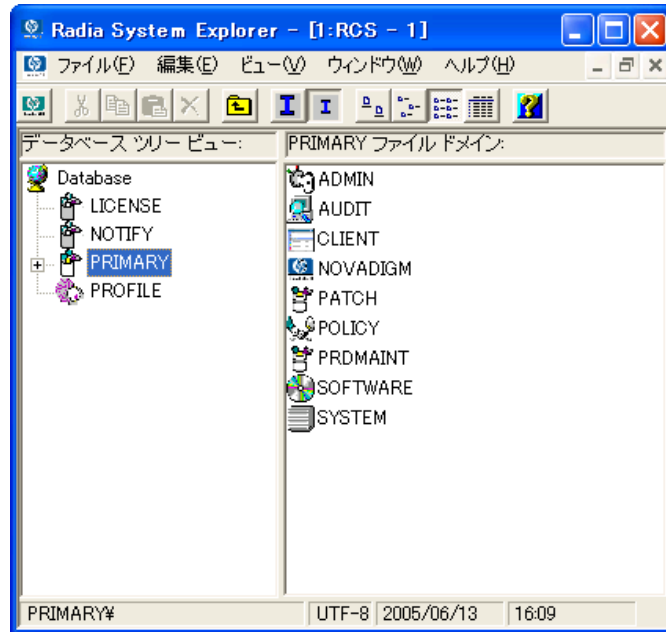 Radia System Explorer - [1:RCS - 1]
ファイル(F) 編集(E) ビュー(V) ウィンドウ(W) ヘルプ(H)
データベース ツリー ビュー:
Database
LICENSE
NOTIFY
PRIMARY
PROFILE
PRIMARY ファイル ドメイン:
ADMIN
AUDIT
CLIENT
NOVADIGM
PATCH
POLICY
PRDMAINT
SOFTWARE
SYSTEM
PRIMARY¥ UTF-8 2005/06/13 16:09